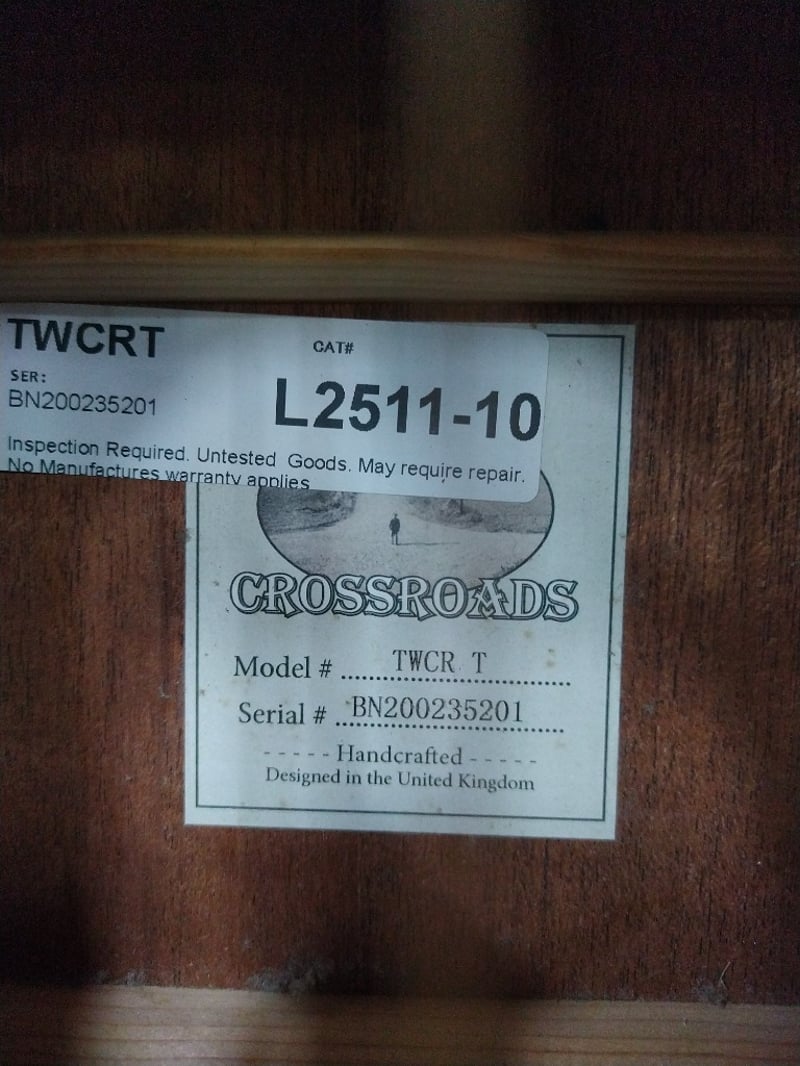 TWCRT
CAT#
SER:
BN200235201
L2511-10
Inspection Required. Untested Goods. May require repair.
No Manufactures warranty applies
CROSSROADS
Model # TWCR T
Serial # BN200235201
- - - - - Handcrafted - - - - -
Designed in the United Kingdom